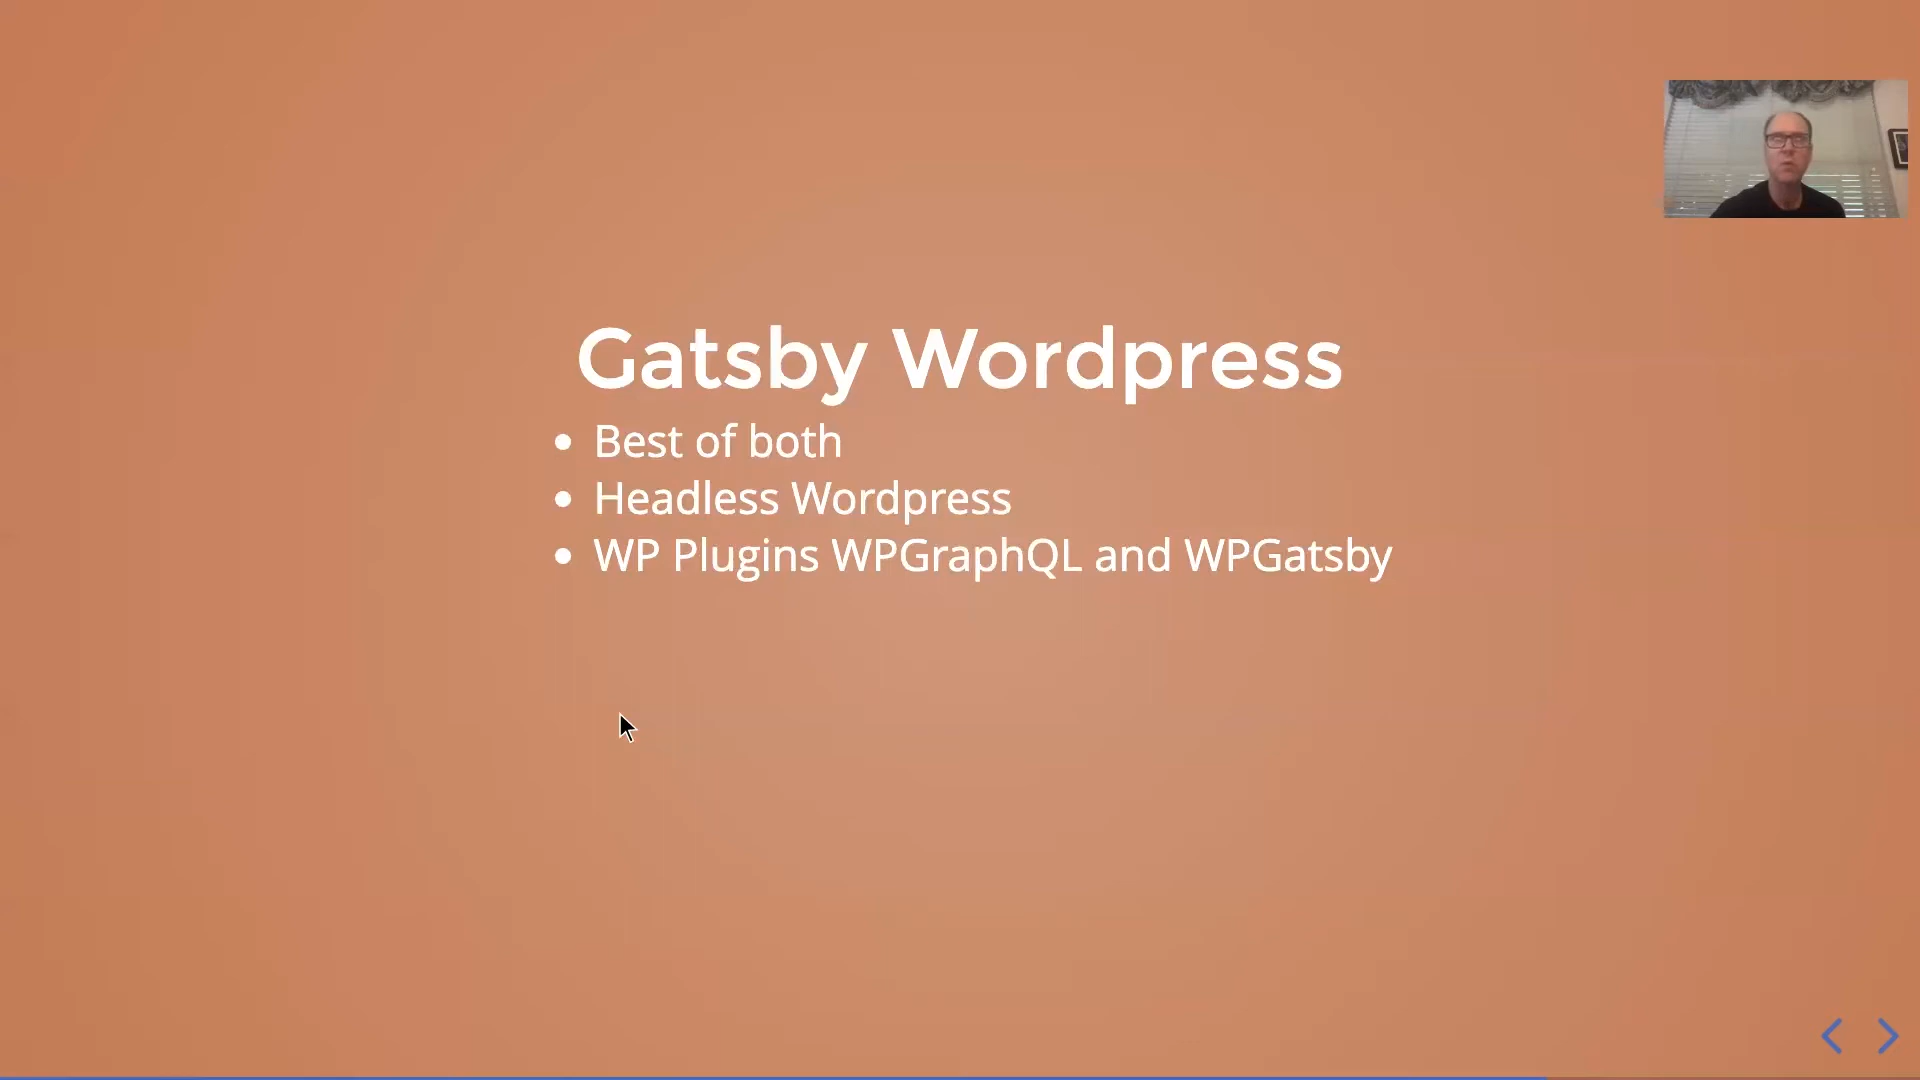 Gatsby Wordpress
Best of both
Headless Wordpress
WP Plugins WPGraphQL and WPGatsby